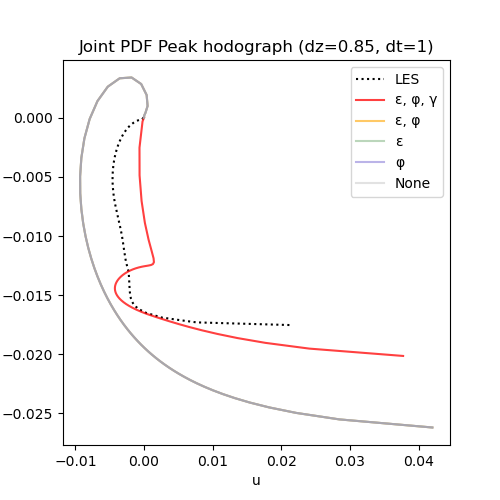 Joint PDF Peak hodograph (dz=0.85, dt=1)
LES
ε, φ, γ
ε, φ
ε
φ
None
0.000
−0.005
−0.010
−0.015
−0.020
−0.025
−0.01 0.00 0.01 0.02 0.03 0.04
u